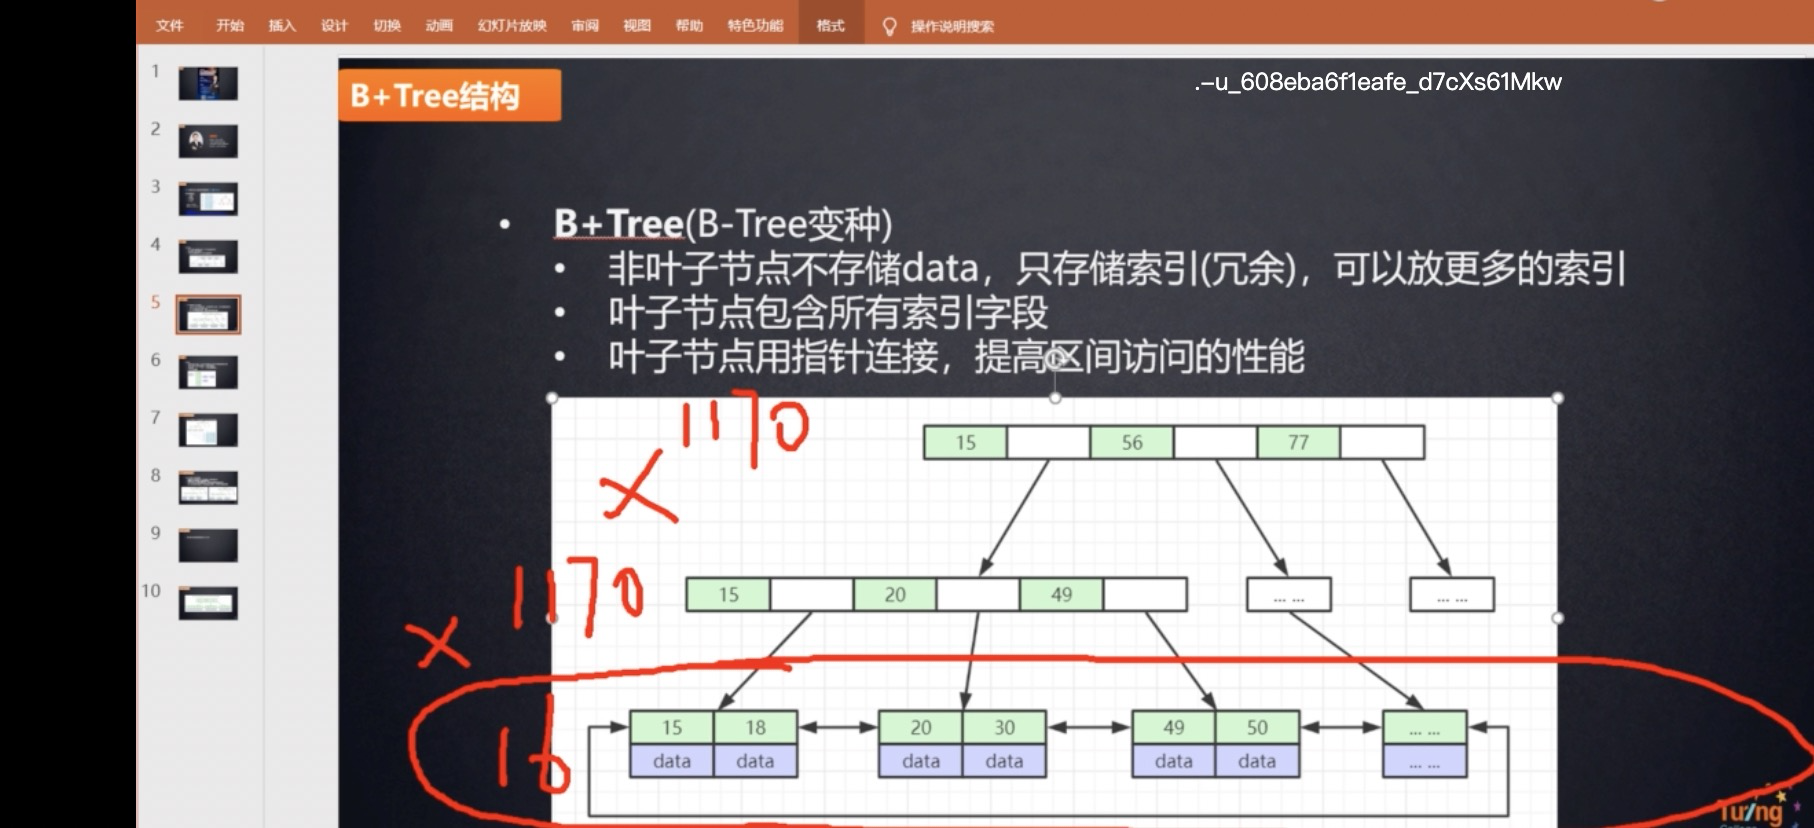 文件 开始 插入 设计 切换 动画 幻灯片放映 审阅 视图 帮助 特色功能 格式 操作说明搜索
B+Tree结构
.–u_608eba6f1eafe_d7cXs61Mkw
1
2
3
4
5
6
7
8
9
10
• B+Tree(B-Tree变种)
• 非叶子节点不存储data，只存储索引(冗余)，可以放更多的索引
• 叶子节点包含所有索引字段
• 叶子节点用指针连接，提高区间访问的性能
1170
15 56 77
×
1170
15 20 49 ... ... ... ...
×
16
15 18 20 30 49 50 ... ...
data data data data data data ... ...
Tuling